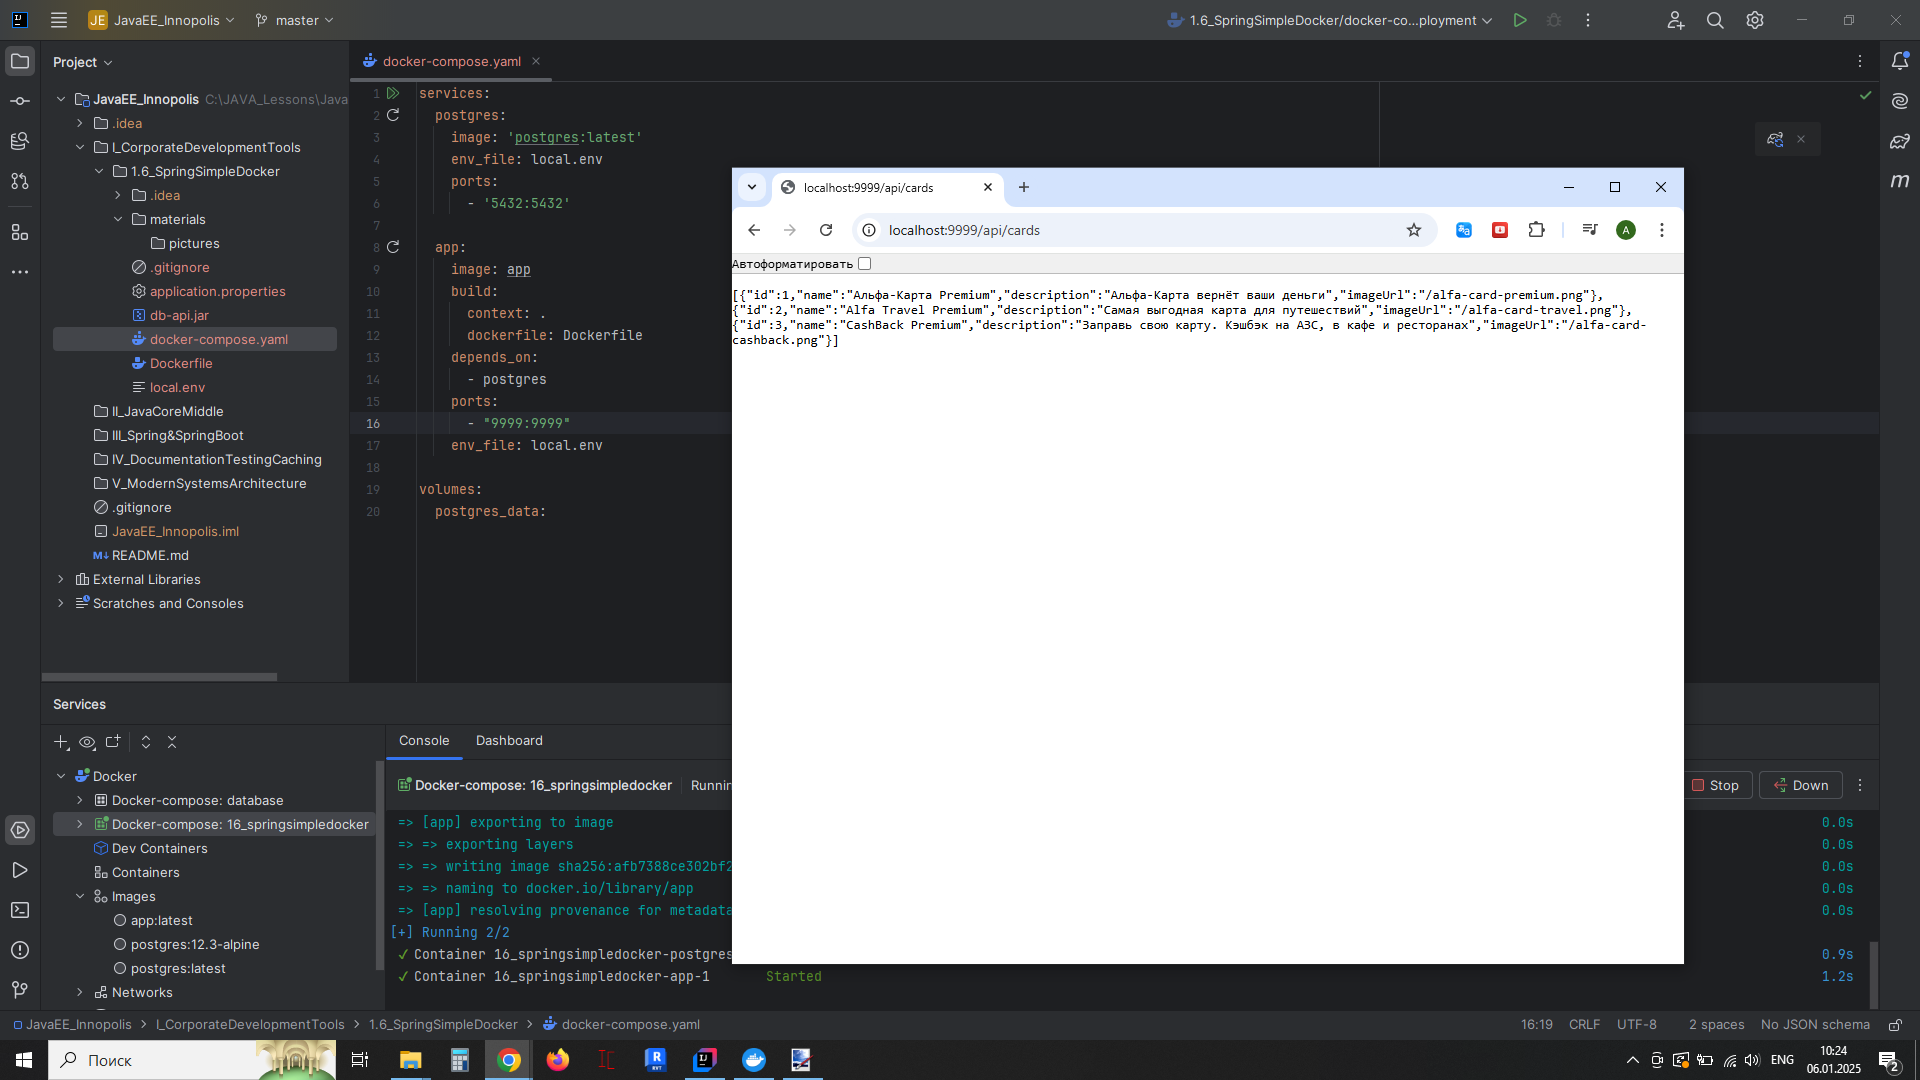 JE JavaEE_Innopolis master 1.6_SpringSimpleDocker/docker-co...ployment
Project
JavaEE_Innopolis C:\JAVA_Lessons\Java
.idea
I_CorporateDevelopmentTools
1.6_SpringSimpleDocker
.idea
materials
pictures
.gitignore
application.properties
db-api.jar
docker-compose.yaml
Dockerfile
local.env
II_JavaCoreMiddle
III_Spring&SpringBoot
IV_DocumentationTestingCaching
V_ModernSystemsArchitecture
.gitignore
JavaEE_Innopolis.iml
M↓ README.md
External Libraries
Scratches and Consoles
docker-compose.yaml
1 services:
2 postgres:
3 image: 'postgres:latest'
4 env_file: local.env
5 ports:
6 - '5432:5432'
7
8 app:
9 image: app
10 build:
11 context: .
12 dockerfile: Dockerfile
13 depends_on:
14 - postgres
15 ports:
16 - "9999:9999"
17 env_file: local.env
18
19 volumes:
20 postgres_data:
m
localhost:9999/api/cards
localhost:9999/api/cards
A
Автоформатировать
[{"id":1,"name":"Альфа-Карта Premium","description":"Альфа-Карта вернёт ваши деньги","imageUrl":"/alfa-card-premium.png"},
{"id":2,"name":"Alfa Travel Premium","description":"Самая выгодная карта для путешествий","imageUrl":"/alfa-card-travel.png"},
{"id":3,"name":"CashBack Premium","description":"Заправь свою карту. Кэшбэк на АЗС, в кафе и ресторанах","imageUrl":"/alfa-card-
cashback.png"}]
Services
Docker
Docker-compose: database
Docker-compose: 16_springsimpledocker
Dev Containers
Containers
Images
app:latest
postgres:12.3-alpine
postgres:latest
Networks
Console Dashboard
Docker-compose: 16_springsimpledocker Runnin Stop Down
=> [app] exporting to image 0.0s
=> => exporting layers 0.0s
=> => writing image sha256:afb7388ce302bf2 0.0s
=> => naming to docker.io/library/app 0.0s
=> [app] resolving provenance for metadata 0.0s
[+] Running 2/2
✓ Container 16_springsimpledocker-postgres 0.9s
✓ Container 16_springsimpledocker-app-1 Started 1.2s
JavaEE_Innopolis > I_CorporateDevelopmentTools > 1.6_SpringSimpleDocker > docker-compose.yaml 16:19 CRLF UTF-8 2 spaces No JSON schema
Поиск
R
RVT
IJ
ENG
10:24
06.01.2025
2